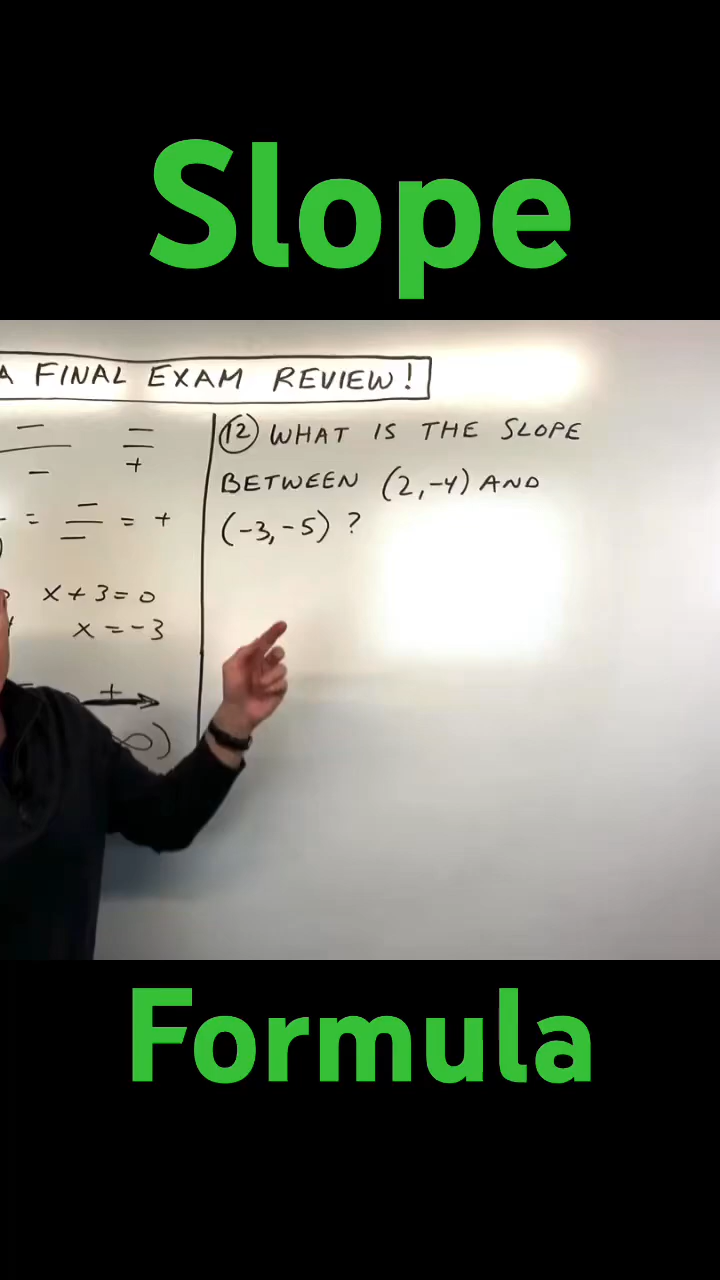 Slope
A FINAL EXAM REVIEW!
12 WHAT IS THE SLOPE
BETWEEN (2,-4) AND
(-3,-5) ?
+
= = +
x + 3 = 0
x = -3
+
∞)
Formula